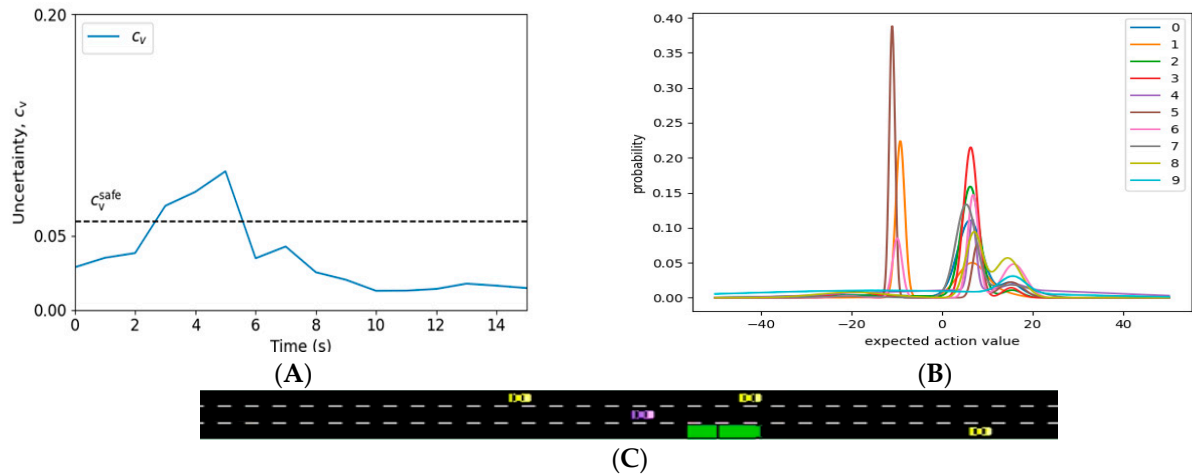 0.20
c_v
Uncertainty, c_v
c_v^safe
0.05
0.00
0 2 4 6 8 10 12 14
Time (s)
(A)
0.40
0.35
0.30
0.25
0.20
0.15
0.10
0.05
0.00
probability
0
1
2
3
4
5
6
7
8
9
−40 −20 0 20 40
expected action value
(B)
(C)